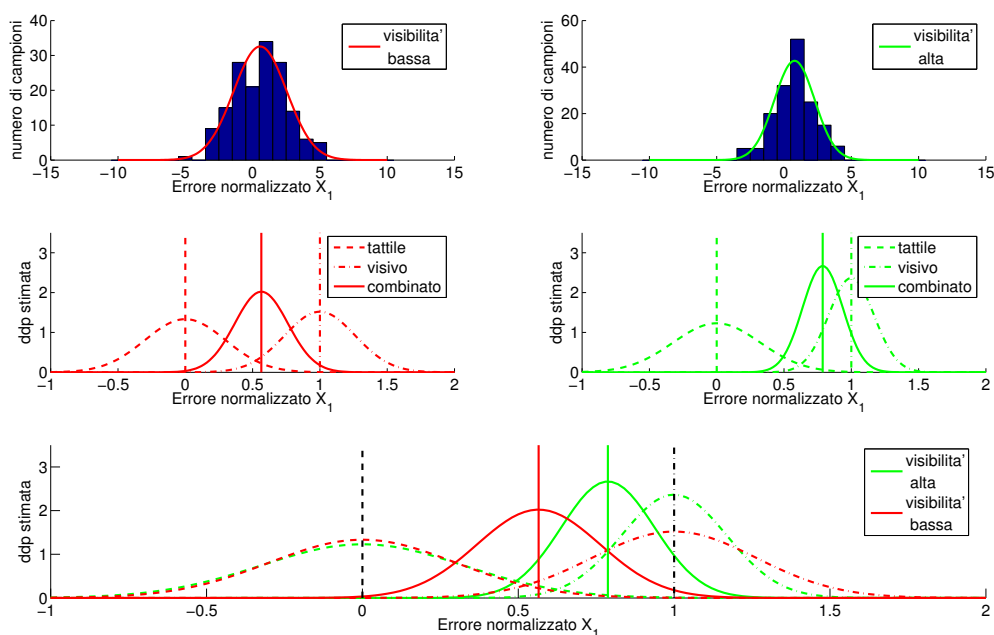 numero di campioni
40
30
20
10
0
−15 −10 −5 0 5 10 15
Errore normalizzato X_1
visibilita'
bassa
numero di campioni
60
40
20
0
−15 −10 −5 0 5 10 15
Errore normalizzato X_1
visibilita'
alta
ddp stimata
3
2
1
0
−1 −0.5 0 0.5 1 1.5 2
Errore normalizzato X_1
tattile
visivo
combinato
ddp stimata
3
2
1
0
−1 −0.5 0 0.5 1 1.5 2
Errore normalizzato X_1
tattile
visivo
combinato
ddp stimata
3
2
1
0
−1 −0.5 0 0.5 1 1.5 2
Errore normalizzato X_1
visibilita'
alta
visibilita'
bassa